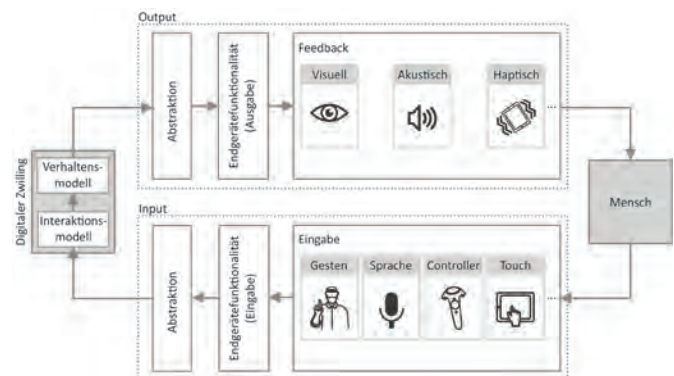 Output
Feedback
Visuell
Akustisch
Haptisch
...
Abstraktion
Endgerätefunktionalität
(Ausgabe)
Digitaler Zwilling
Verhaltens-
modell
Interaktions-
modell
Mensch
Input
Eingabe
Gesten
Sprache
Controller
Touch
...
Abstraktion
Endgerätefunktionalität
(Eingabe)